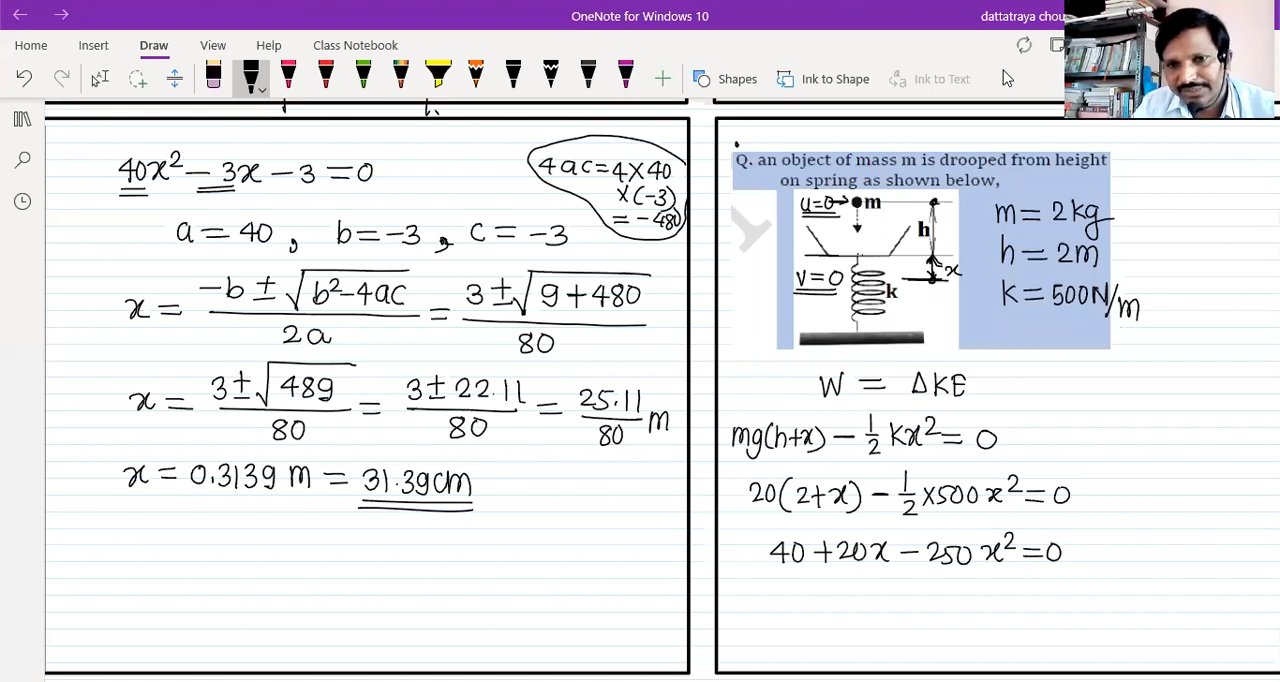 OneNote for Windows 10
dattatraya chou
Home Insert Draw View Help Class Notebook
Shapes Ink to Shape Ink to Text
40x² − 3x − 3 = 0
4ac = 4 × 40
× (−3)
= −480
a = 40 , b = −3 , c = −3
x = (−b ± √(b²−4ac)) / 2a = (3 ± √(9 + 480)) / 80
x = (3 ± √489) / 80 = (3 ± 22.11) / 80 = 25.11 / 80 m
x = 0.3139 m = 31.39 cm
Q. an object of mass m is drooped from height
on spring as shown below,
u=0 m
h
v=0 x
k
m = 2kg
h = 2m
k = 500N/m
W = ΔKE
mg(h+x) − ½ Kx² = 0
20(2+x) − ½ × 500 x² = 0
40 + 20x − 250 x² = 0